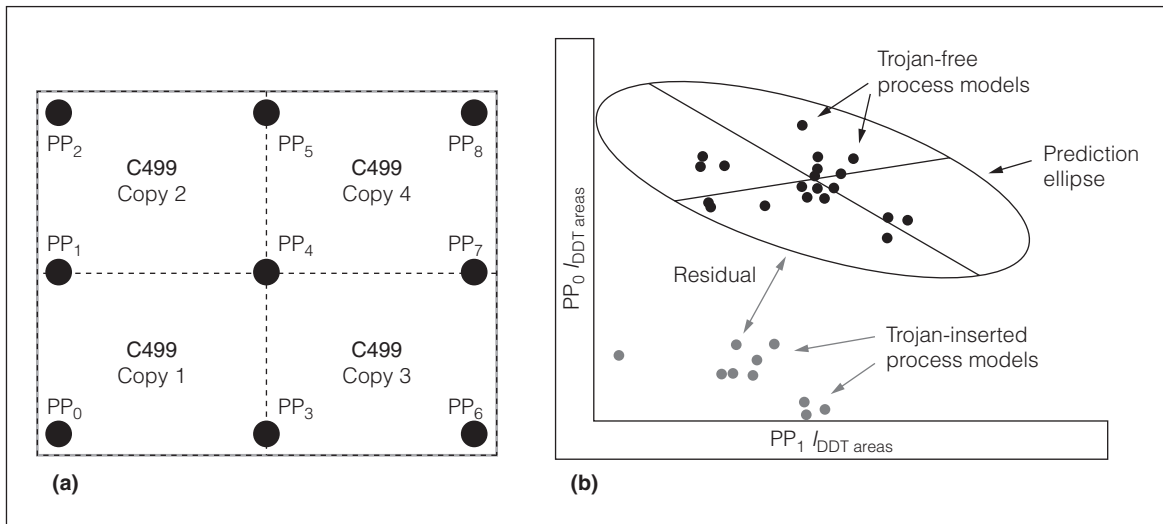 PP2
PP5
PP8
C499
Copy 2
C499
Copy 4
PP1
PP4
PP7
C499
Copy 1
C499
Copy 3
PP0
PP3
PP6
(a)
Trojan-free
process models
Prediction
ellipse
Residual
Trojan-inserted
process models
PP0 IDDT areas
PP1 IDDT areas
(b)